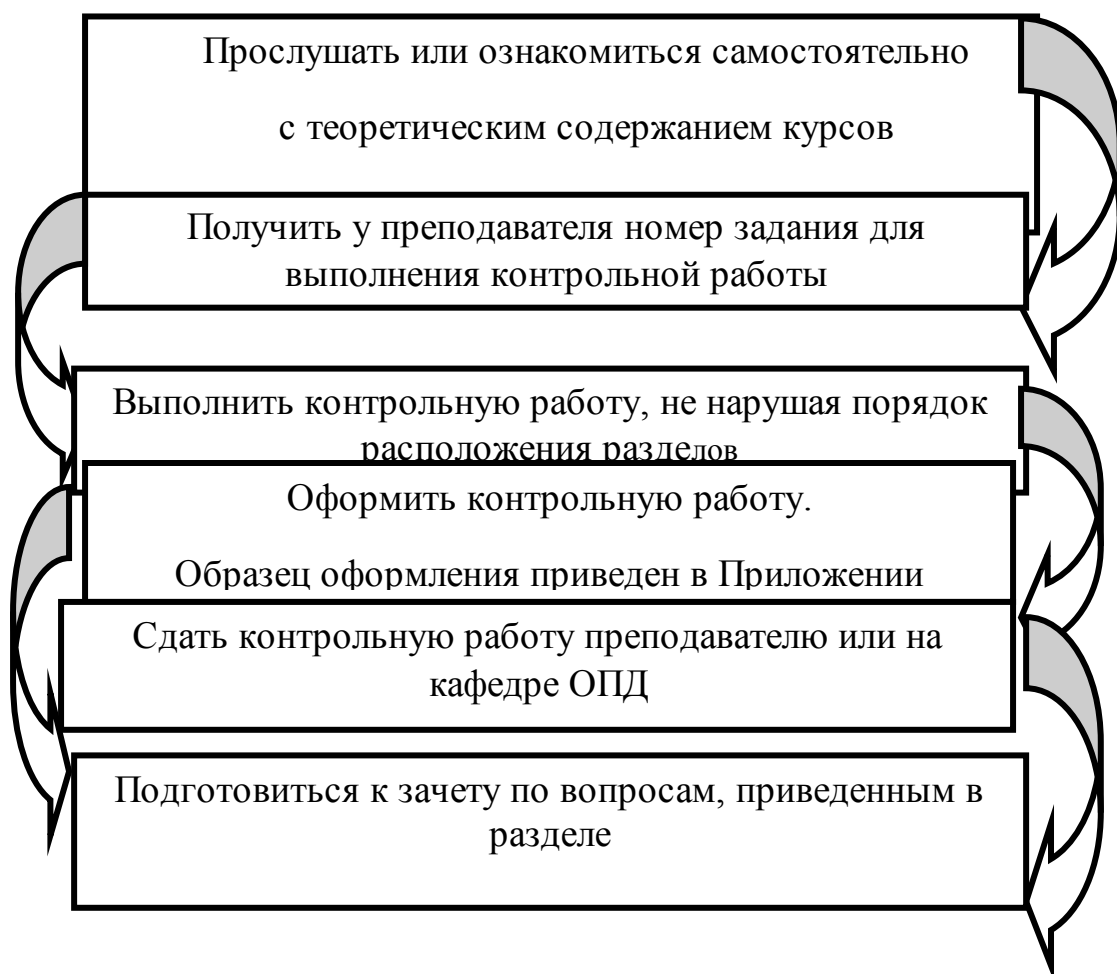 Прослушать или ознакомиться самостоятельно
с теоретическим содержанием курсов
Получить у преподавателя номер задания для
выполнения контрольной работы
Выполнить контрольную работу, не нарушая порядок
расположения разделов
Оформить контрольную работу.
Образец оформления приведен в Приложении
Сдать контрольную работу преподавателю или на
кафедре ОПД
Подготовиться к зачету по вопросам, приведенным в
разделе